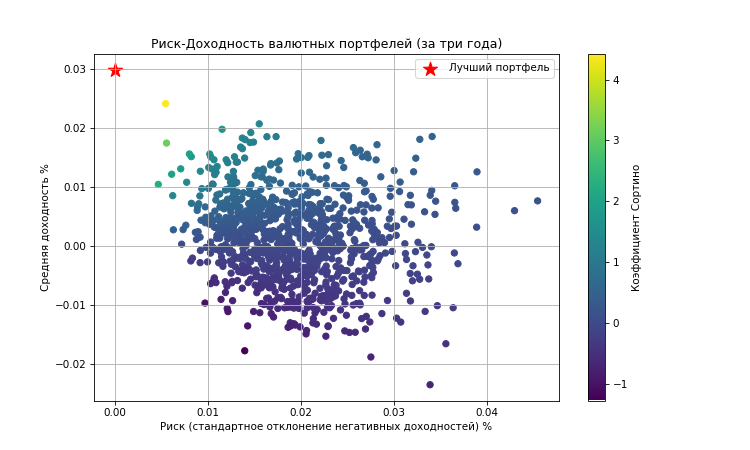 Риск-Доходность валютных портфелей (за три года)
Лучший портфель
Средняя доходность %
0.03
0.02
0.01
0.00
−0.01
−0.02
0.00 0.01 0.02 0.03 0.04
Риск (стандартное отклонение негативных доходностей) %
4
3
2
1
0
−1
Коэффициент Сортино